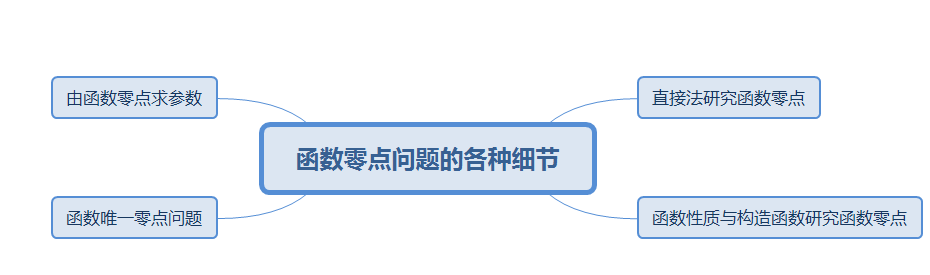 由函数零点求参数
直接法研究函数零点
函数零点问题的各种细节
函数唯一零点问题
函数性质与构造函数研究函数零点